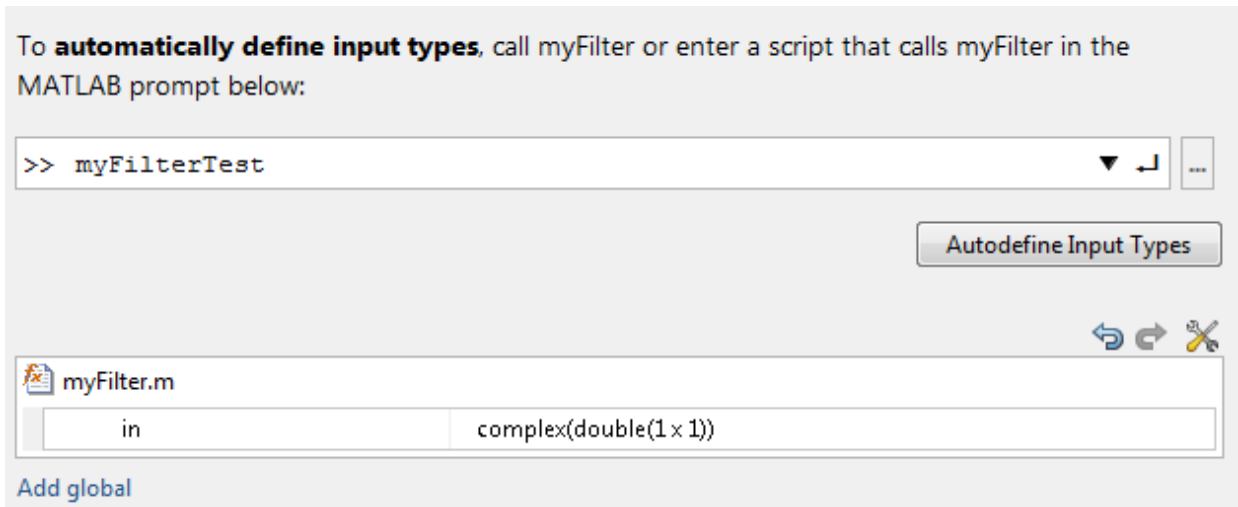 To automatically define input types, call myFilter or enter a script that calls myFilter in the
MATLAB prompt below:
>> myFilterTest
...
Autodefine Input Types
myFilter.m
in complex(double(1 x 1))
Add global